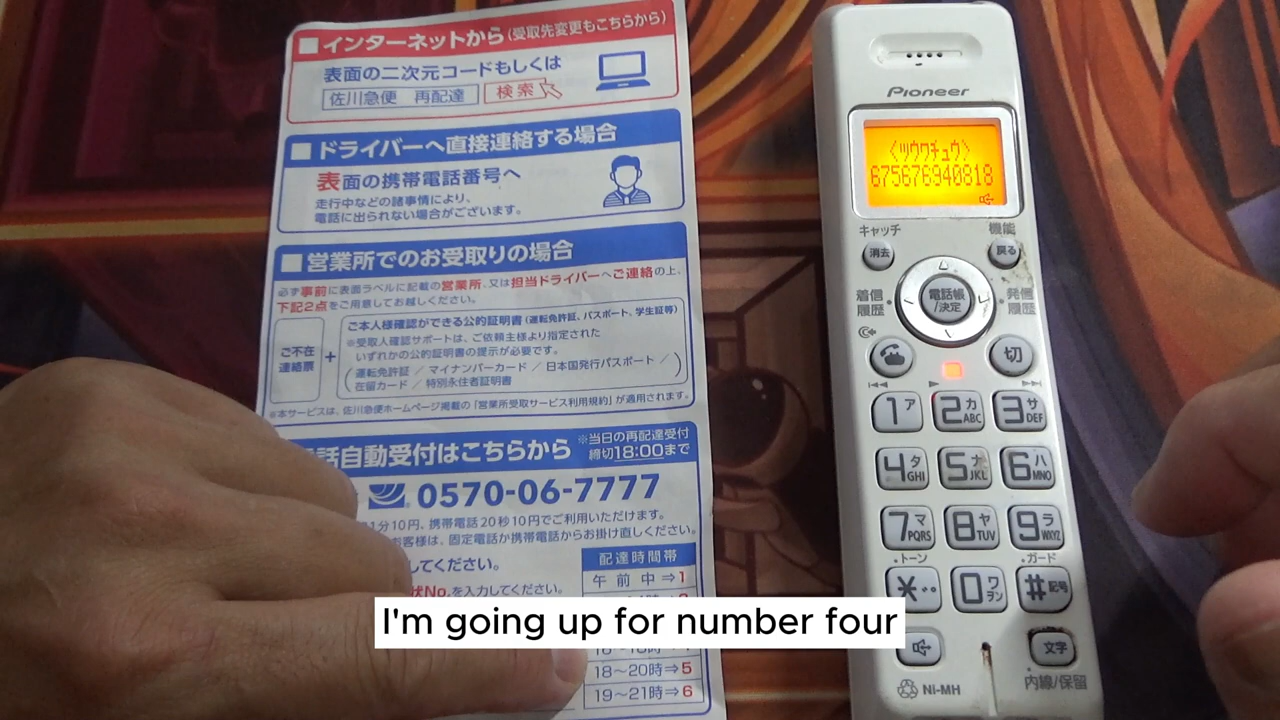 ■ インターネットから(受取先変更もこちらから)
表面の二次元コードもしくは
佐川急便 再配達 検索
■ ドライバーへ直接連絡する場合
表面の携帯電話番号へ
走行中などの諸事情により、
電話に出られない場合がございます。
■ 営業所でのお受取りの場合
必ず事前に表面ラベルに記載の営業所、又は担当ドライバーへご連絡の上、
下記2点をご用意してお越しください。
ご不在
連絡票
+
ご本人様確認ができる公的証明書(運転免許証、パスポート、学生証等)
※受取人確認サポートは、ご依頼主様より指定された
いずれかの公的証明書の提示が必要です。
(運転免許証 / マイナンバーカード / 日本国発行パスポート /
在留カード / 特別永住者証明書)
※本サービスは、佐川急便ホームページ掲載の「営業所受取サービス利用規約」が適用されます。
話自動受付はこちらから ※当日の再配達受付
締切18:00まで
0570-06-7777
1分10円、携帯電話20秒10円でご利用いただけます。
お客様は、固定電話か携帯電話からお掛け直しください。
してください。
状No.を入力してください。
配達時間帯
午前中⇒1
18〜20時⇒5
19〜21時⇒6
Pioneer
<ツウワチュウ>
675676940818
キャッチ 機能
消去 戻る
着信
履歴
電話帳
/決定
発信
履歴
切
1 ア 2 カ ABC 3 サ DEF
4 タ GHI 5 ナ JKL 6 ハ MNO
7 マ PQRS 8 ヤ TUV 9 ラ WXYZ
・トーン ・ガード
* 0 ワヲン # 記号
文字
内線/保留
Ni-MH
I'm going up for number four